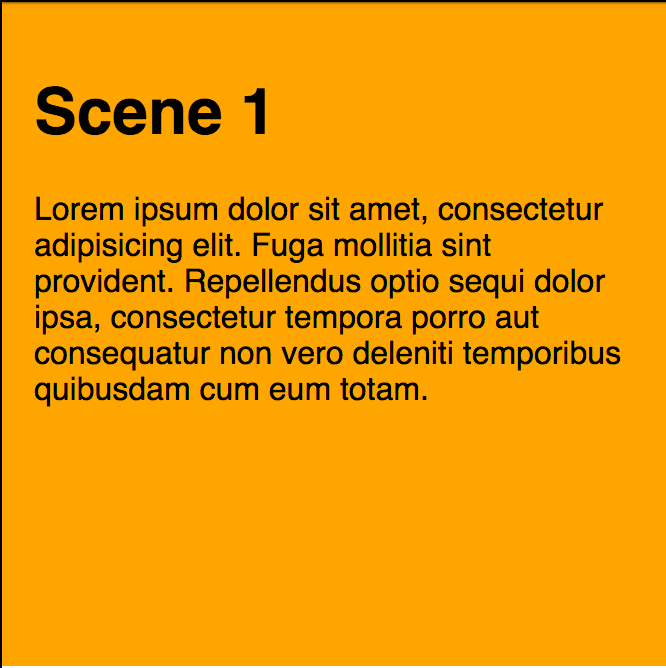 Scene 1
Lorem ipsum dolor sit amet, consectetur
adipisicing elit. Fuga mollitia sint
provident. Repellendus optio sequi dolor
ipsa, consectetur tempora porro aut
consequatur non vero deleniti temporibus
quibusdam cum eum totam.